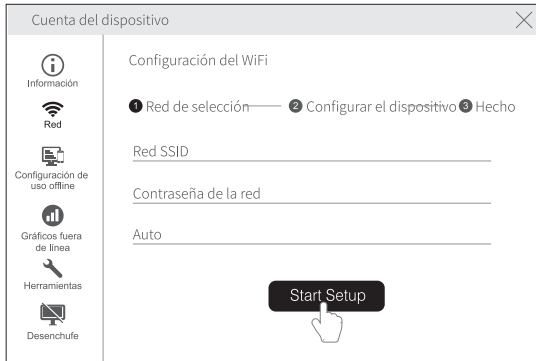 Cuenta del dispositivo
Información
Red
Configuración de
uso offline
Gráficos fuera
de línea
Herramientas
Desenchufe
Configuración del WiFi
1 Red de selección 2 Configurar el dispositivo 3 Hecho
Red SSID
Contraseña de la red
Auto
Start Setup